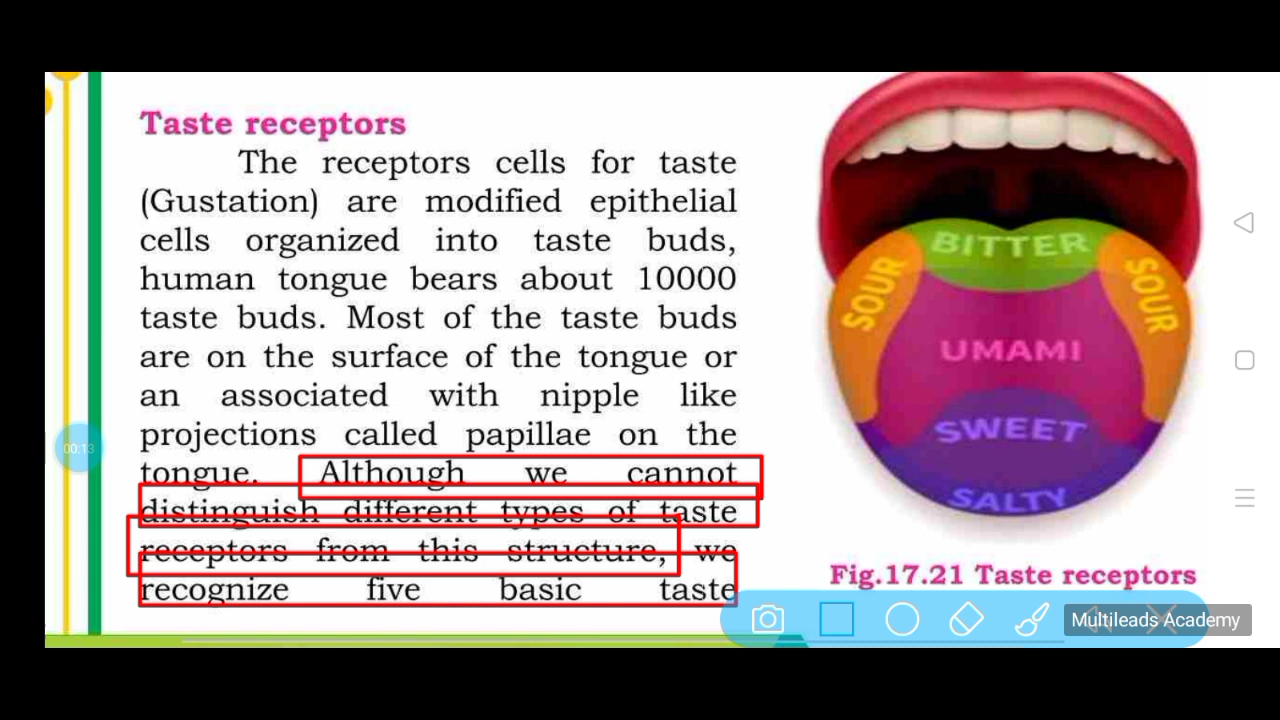 Taste receptors
The receptors cells for taste
(Gustation) are modified epithelial
cells organized into taste buds,
human tongue bears about 10000
taste buds. Most of the taste buds
are on the surface of the tongue or
an associated with nipple like
projections called papillae on the
tongue. Although we cannot
distinguish different types of taste
receptors from this structure, we
recognize five basic taste
BITTER
SOUR
SOUR
UMAMI
SWEET
SALTY
Fig.17.21 Taste receptors
00:13
Multileads Academy